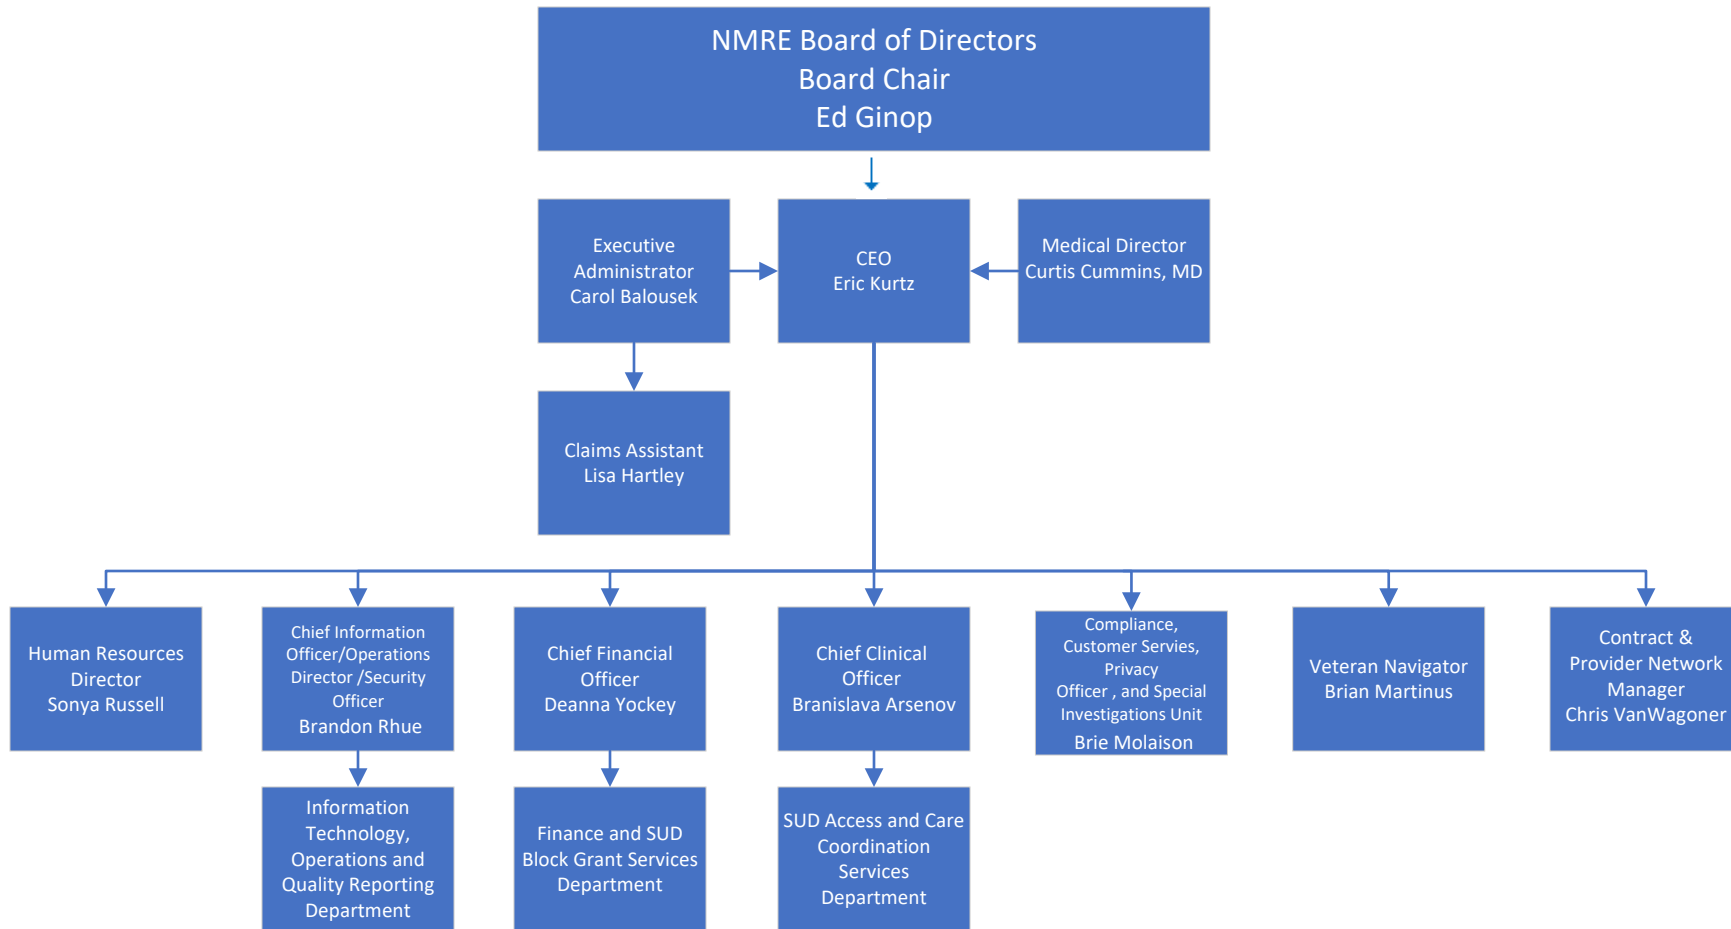 NMRE Board of Directors
Board Chair
Ed Ginop
Executive
Administrator
Carol Balousek
CEO
Eric Kurtz
Medical Director
Curtis Cummins, MD
Claims Assistant
Lisa Hartley
Human Resources
Director
Sonya Russell
Chief Information
Officer/Operations
Director /Security
Officer
Brandon Rhue
Chief Financial
Officer
Deanna Yockey
Chief Clinical
Officer
Branislava Arsenov
Compliance,
Customer Servies,
Privacy
Officer , and Special
Investigations Unit
Brie Molaison
Veteran Navigator
Brian Martinus
Contract &
Provider Network
Manager
Chris VanWagoner
Information
Technology,
Operations and
Quality Reporting
Department
Finance and SUD
Block Grant Services
Department
SUD Access and Care
Coordination
Services
Department